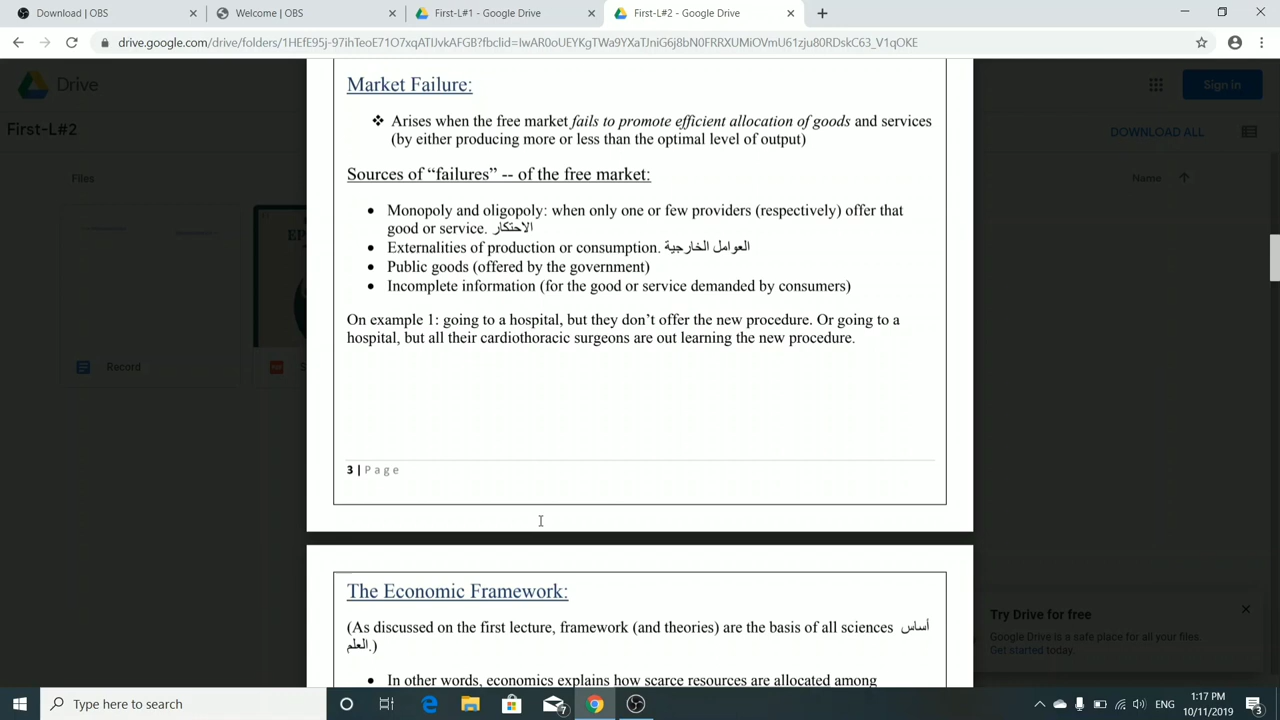 Download | OBS
Welcome | OBS
First-L#1 - Google Drive
First-L#2 - Google Drive
drive.google.com/drive/folders/1HEfE95j-97ihTeoE71O7xqATIJvkAFGB?fbclid=IwAR0oUEYKgTWa9YXaTJniG6j8bN0FRRXUMiOVmU61zju80RDskC63_V1qOKE
Drive
Sign in
First-L#2
DOWNLOAD ALL
Files
Name
Record
Market Failure:
❖ Arises when the free market fails to promote efficient allocation of goods and services
(by either producing more or less than the optimal level of output)
Sources of “failures” -- of the free market:
• Monopoly and oligopoly: when only one or few providers (respectively) offer that
good or service. الاحتكار
• Externalities of production or consumption. العوامل الخارجية
• Public goods (offered by the government)
• Incomplete information (for the good or service demanded by consumers)
On example 1: going to a hospital, but they don’t offer the new procedure. Or going to a
hospital, but all their cardiothoracic surgeons are out learning the new procedure.
3 | Page
The Economic Framework:
(As discussed on the first lecture, framework (and theories) are the basis of all sciences أساس
العلم.)
• In other words, economics explains how scarce resources are allocated among
Try Drive for free
Google Drive is a safe place for all your files
Get started today.
Type here to search
7
ENG
1:17 PM
10/11/2019
3